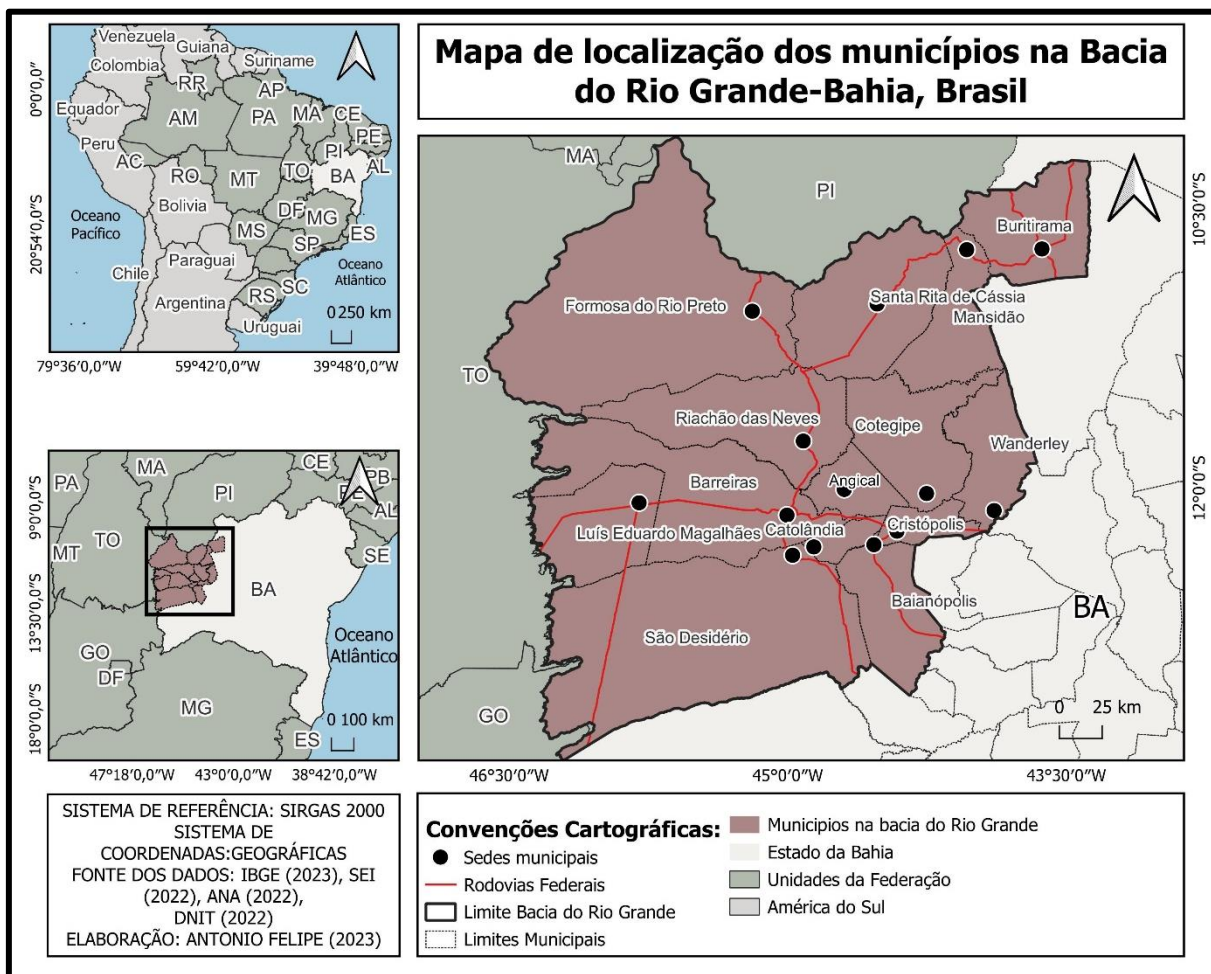 Mapa de localização dos municípios na Bacia
do Rio Grande-Bahia, Brasil
Venezuela
Guiana
Suriname
Colombia
RR
AP
Equador
AM
PA
MA
CE
PE
Peru
PI
AC
TO
AL
RO
MT
BA
Bolivia
DF
MG
Oceano
Pacífico
MS
ES
SP
Paraguai
Oceano
Atlântico
Chile
SC
RS
Argentina
Uruguai
0 250 km
0°0'0,0"
20°54'0,0"S
79°36'0,0"W
59°42'0,0"W
39°48'0,0"W
MA
PI
TO
GO
BA
Buritirama
Formosa do Rio Preto
Santa Rita de Cássia
Mansidão
Riachão das Neves
Cotegipe
Wanderley
Barreiras
Angical
Luís Eduardo Magalhães
Catolândia
Cristópolis
Baianópolis
São Desidério
0 25 km
10°30'0"S
12°0'0"S
46°30'0"W
45°0'0"W
43°30'0"W
PA
MA
CE
PI
PB
PE
AL
TO
SE
MT
BA
GO
DF
Oceano
Atlântico
MG
ES
0 100 km
9°0'0,0"S
13°30'0,0"S
18°0'0,0"S
47°18'0,0"W
43°0'0,0"W
38°42'0,0"W
SISTEMA DE REFERÊNCIA: SIRGAS 2000
SISTEMA DE
COORDENADAS:GEOGRÁFICAS
FONTE DOS DADOS: IBGE (2023), SEI
(2022), ANA (2022),
DNIT (2022)
ELABORAÇÃO: ANTONIO FELIPE (2023)
Convenções Cartográficas:
Sedes municipais
Rodovias Federais
Limite Bacia do Rio Grande
Limites Municipais
Municipios na bacia do Rio Grande
Estado da Bahia
Unidades da Federação
América do Sul